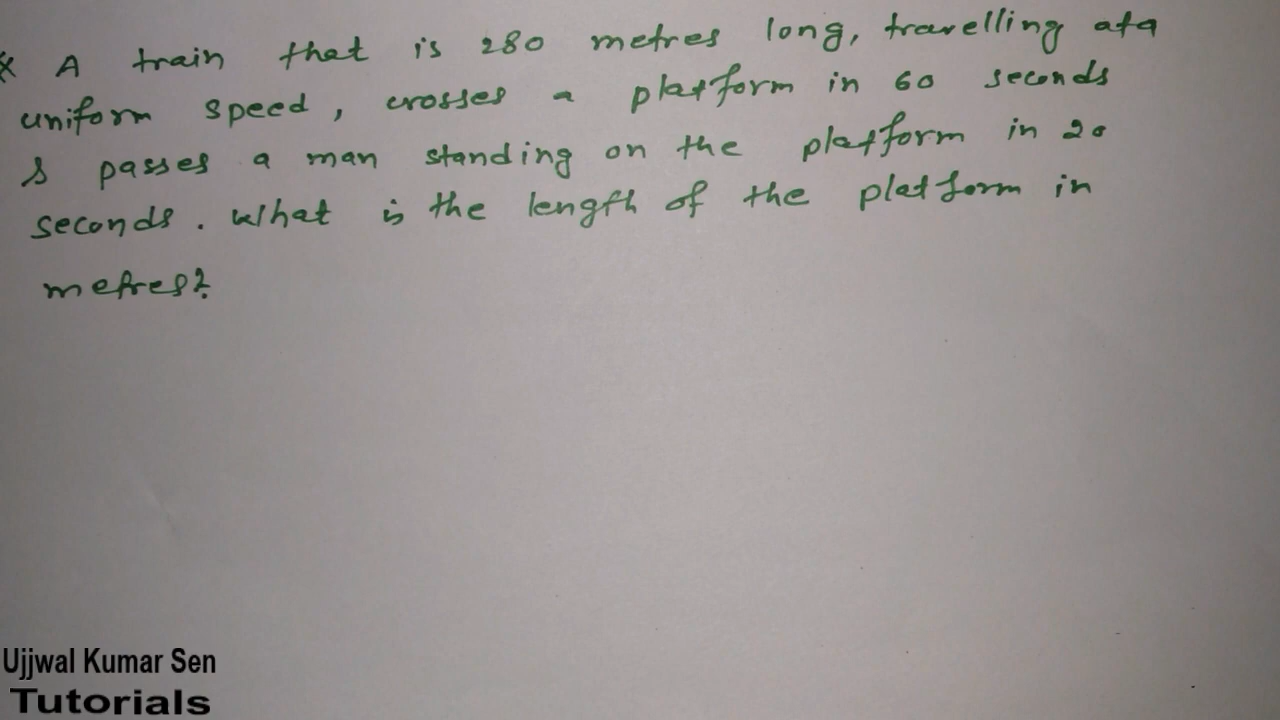 * A train that is 280 metres long, travelling at a
uniform speed, crosses a platform in 60 seconds
& passes a man standing on the platform in 20
seconds. What is the length of the platform in
metres?
Ujjwal Kumar Sen
Tutorials